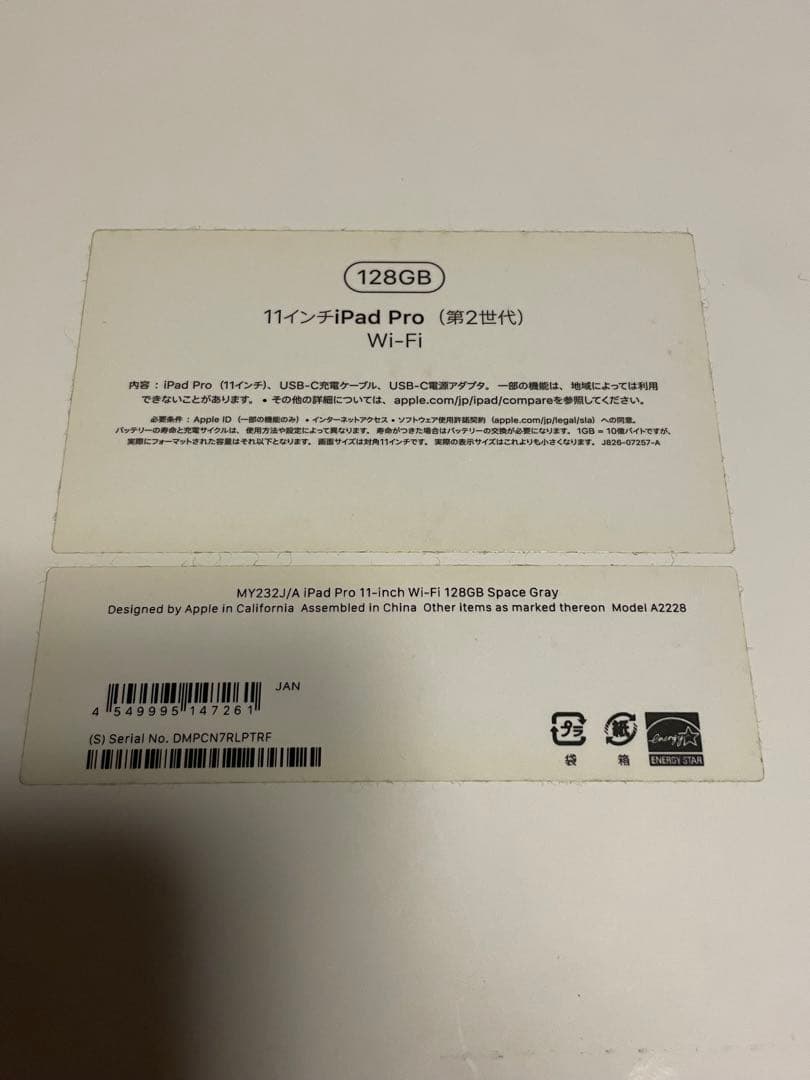 128GB
11インチiPad Pro（第2世代）
Wi-Fi
内容：iPad Pro（11インチ）、USB-C充電ケーブル、USB-C電源アダプタ。一部の機能は、地域によっては利用
できないことがあります。• その他の詳細については、apple.com/jp/ipad/compareを参照してください。
必要条件：Apple ID（一部の機能のみ）• インターネットアクセス • ソフトウェア使用許諾契約（apple.com/jp/legal/sla）への同意。
バッテリーの寿命と充電サイクルは、使用方法や設定によって異なります。寿命がつきた場合はバッテリーの交換が必要になります。1GB = 10億バイトですが、
実際にフォーマットされた容量はそれ以下となります。画面サイズは対角11インチです。実際の表示サイズはこれよりも小さくなります。J826-07257-A
MY232J/A iPad Pro 11-inch Wi-Fi 128GB Space Gray
Designed by Apple in California Assembled in China Other items as marked thereon Model A2228
JAN
4 549995 147261
(S) Serial No. DMPCN7RLPTRF
プラ
袋
紙
箱
energy
ENERGY STAR